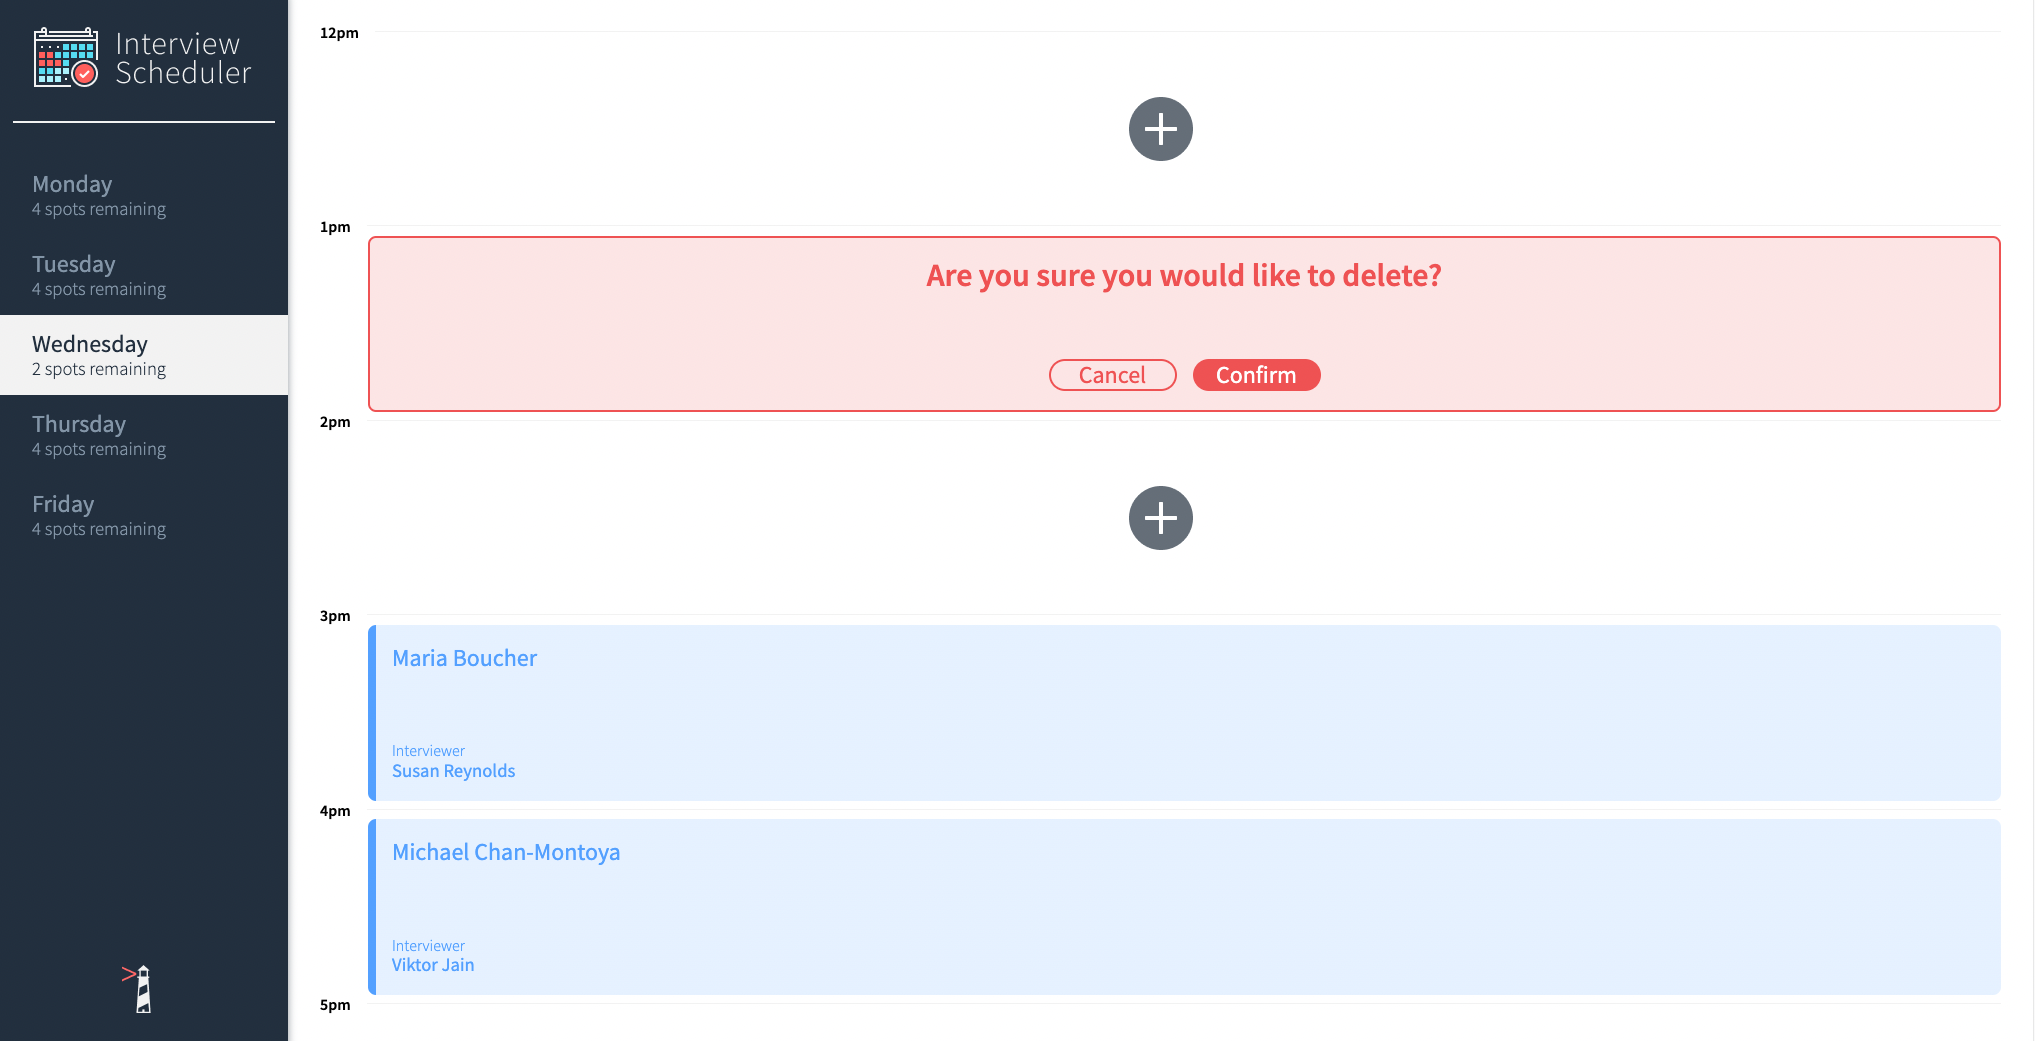 Interview
Scheduler
Monday
4 spots remaining
Tuesday
4 spots remaining
Wednesday
2 spots remaining
Thursday
4 spots remaining
Friday
4 spots remaining
12pm
1pm
Are you sure you would like to delete?
Cancel Confirm
2pm
3pm
Maria Boucher
Interviewer
Susan Reynolds
4pm
Michael Chan-Montoya
Interviewer
Viktor Jain
5pm